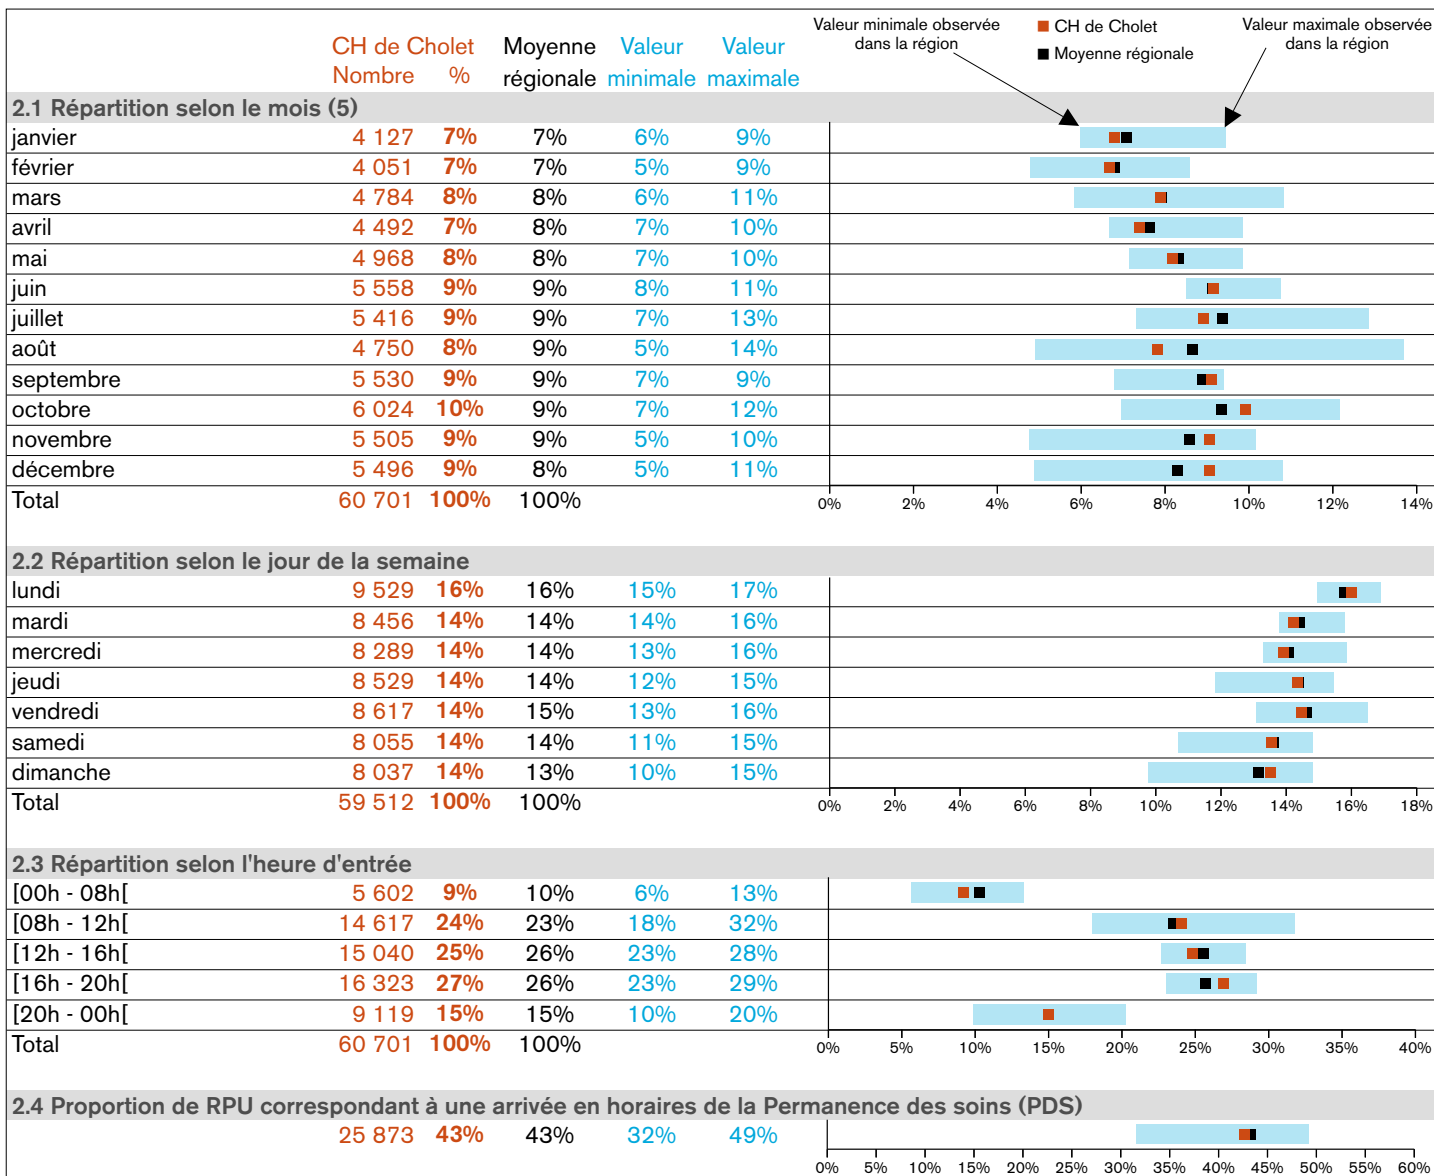 Valeur minimale observée dans la région
CH de Cholet
Moyenne régionale
Valeur maximale observée dans la région
CH de Cholet Moyenne Valeur Valeur
Nombre % régionale minimale maximale
2.1 Répartition selon le mois (5)
janvier 4 127 7% 7% 6% 9%
février 4 051 7% 7% 5% 9%
mars 4 784 8% 8% 6% 11%
avril 4 492 7% 8% 7% 10%
mai 4 968 8% 8% 7% 10%
juin 5 558 9% 9% 8% 11%
juillet 5 416 9% 9% 7% 13%
août 4 750 8% 9% 5% 14%
septembre 5 530 9% 9% 7% 9%
octobre 6 024 10% 9% 7% 12%
novembre 5 505 9% 9% 5% 10%
décembre 5 496 9% 8% 5% 11%
Total 60 701 100% 100%
0% 2% 4% 6% 8% 10% 12% 14%
2.2 Répartition selon le jour de la semaine
lundi 9 529 16% 16% 15% 17%
mardi 8 456 14% 14% 14% 16%
mercredi 8 289 14% 14% 13% 16%
jeudi 8 529 14% 14% 12% 15%
vendredi 8 617 14% 15% 13% 16%
samedi 8 055 14% 14% 11% 15%
dimanche 8 037 14% 13% 10% 15%
Total 59 512 100% 100%
0% 2% 4% 6% 8% 10% 12% 14% 16% 18%
2.3 Répartition selon l'heure d'entrée
[00h - 08h[ 5 602 9% 10% 6% 13%
[08h - 12h[ 14 617 24% 23% 18% 32%
[12h - 16h[ 15 040 25% 26% 23% 28%
[16h - 20h[ 16 323 27% 26% 23% 29%
[20h - 00h[ 9 119 15% 15% 10% 20%
Total 60 701 100% 100%
0% 5% 10% 15% 20% 25% 30% 35% 40%
2.4 Proportion de RPU correspondant à une arrivée en horaires de la Permanence des soins (PDS)
25 873 43% 43% 32% 49%
0% 5% 10% 15% 20% 25% 30% 35% 40% 45% 50% 55% 60%